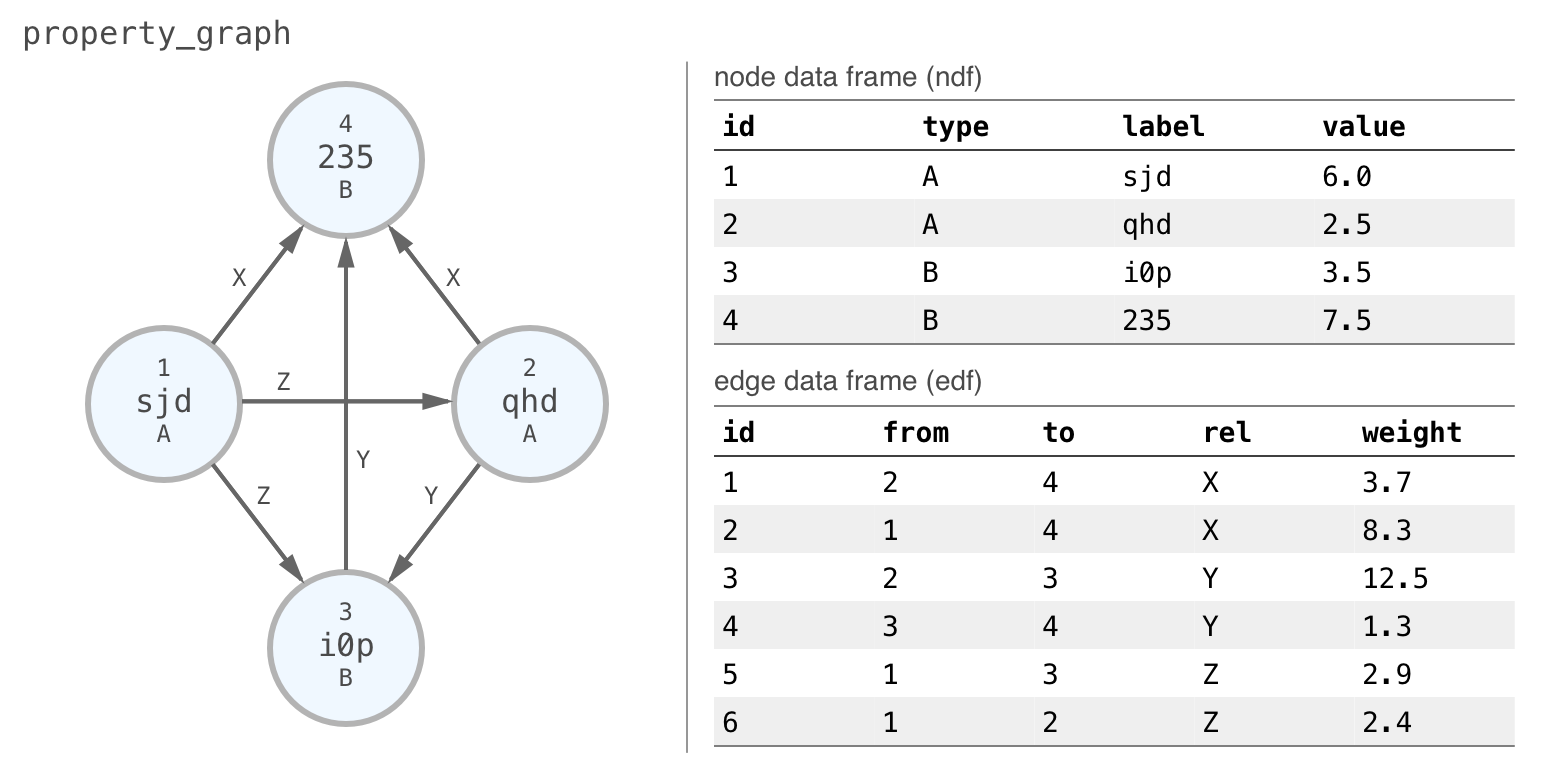 property_graph
4
235
B
X
X
1
sjd
A
Z
2
qhd
A
Y
Z
Y
3
i0p
B
node data frame (ndf)
id type label value
1 A sjd 6.0
2 A qhd 2.5
3 B i0p 3.5
4 B 235 7.5
edge data frame (edf)
id from to rel weight
1 2 4 X 3.7
2 1 4 X 8.3
3 2 3 Y 12.5
4 3 4 Y 1.3
5 1 3 Z 2.9
6 1 2 Z 2.4